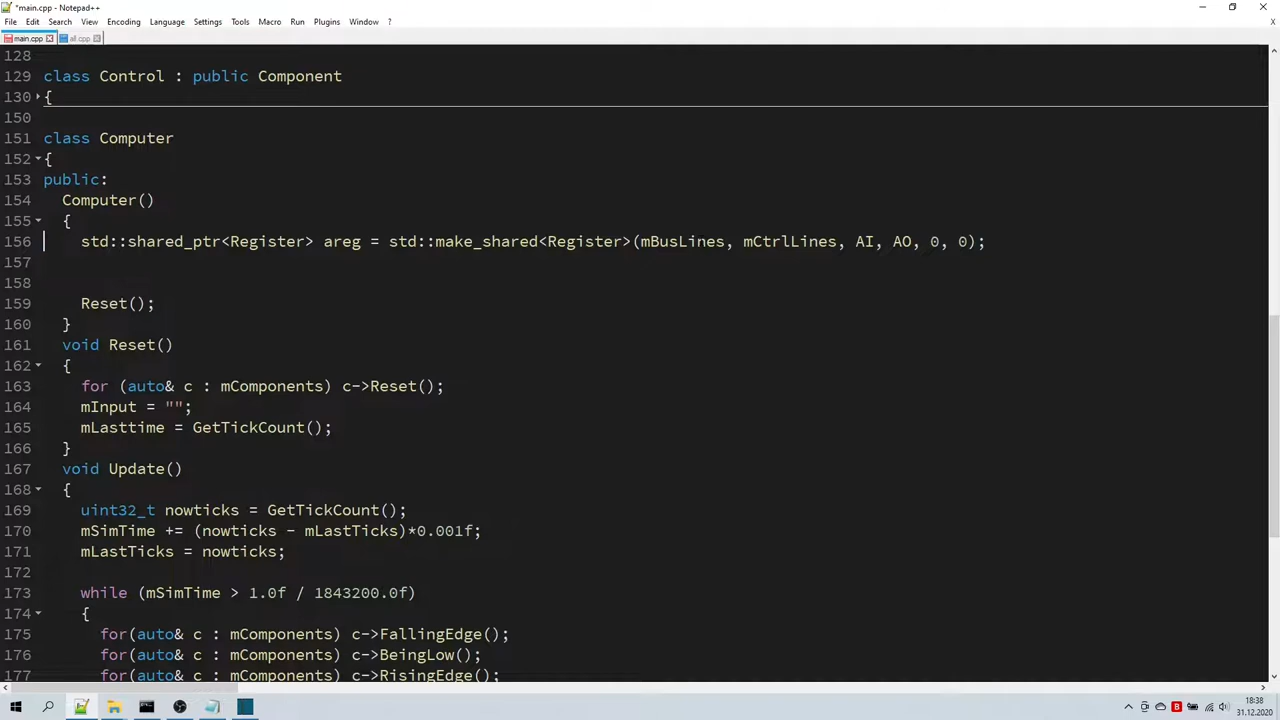 *main.cpp - Notepad++
File Edit Search View Encoding Language Settings Tools Macro Run Plugins Window ?
main.cpp all.cpp
128
129 class Control : public Component
130 {
150
151 class Computer
152 {
153 public:
154 Computer()
155 {
156 std::shared_ptr<Register> areg = std::make_shared<Register>(mBusLines, mCtrlLines, AI, AO, 0, 0);
157
158
159 Reset();
160 }
161 void Reset()
162 {
163 for (auto& c : mComponents) c->Reset();
164 mInput = "";
165 mLasttime = GetTickCount();
166 }
167 void Update()
168 {
169 uint32_t nowticks = GetTickCount();
170 mSimTime += (nowticks - mLastTicks)*0.001f;
171 mLastTicks = nowticks;
172
173 while (mSimTime > 1.0f / 1843200.0f)
174 {
175 for(auto& c : mComponents) c->FallingEdge();
176 for(auto& c : mComponents) c->BeingLow();
177 for(auto& c : mComponents) c->RisingEdge();
18:38
31.12.2020